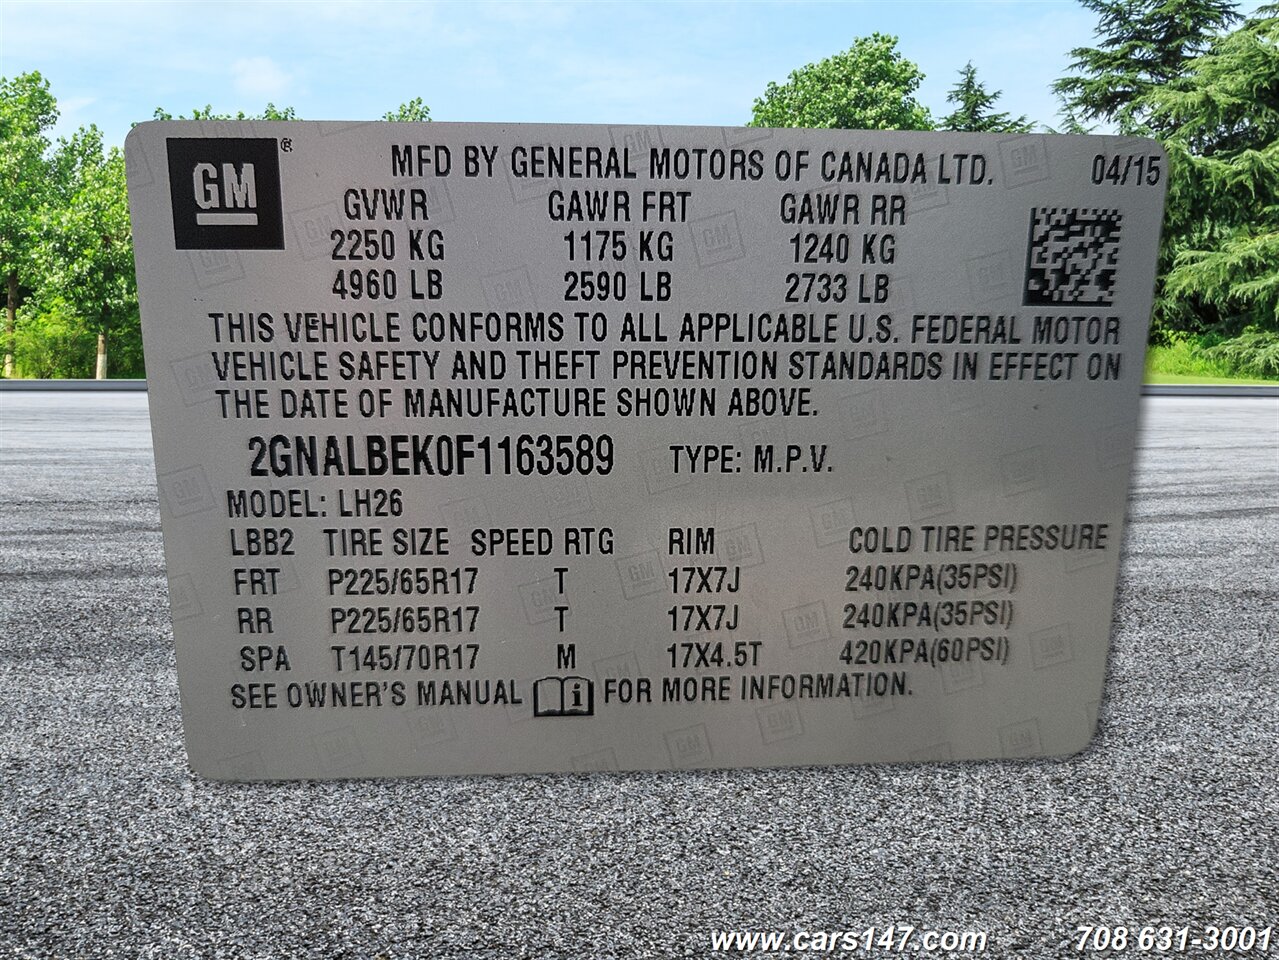 GM ®
MFD BY GENERAL MOTORS OF CANADA LTD. 04/15
GVWR GAWR FRT GAWR RR
2250 KG 1175 KG 1240 KG
4960 LB 2590 LB 2733 LB
THIS VEHICLE CONFORMS TO ALL APPLICABLE U.S. FEDERAL MOTOR
VEHICLE SAFETY AND THEFT PREVENTION STANDARDS IN EFFECT ON
THE DATE OF MANUFACTURE SHOWN ABOVE.
2GNALBEK0F1163589 TYPE: M.P.V.
MODEL: LH26
LBB2 TIRE SIZE SPEED RTG RIM COLD TIRE PRESSURE
FRT P225/65R17 T 17X7J 240KPA(35PSI)
RR P225/65R17 T 17X7J 240KPA(35PSI)
SPA T145/70R17 M 17X4.5T 420KPA(60PSI)
SEE OWNER'S MANUAL i FOR MORE INFORMATION.
www.cars147.com 708 631-3001